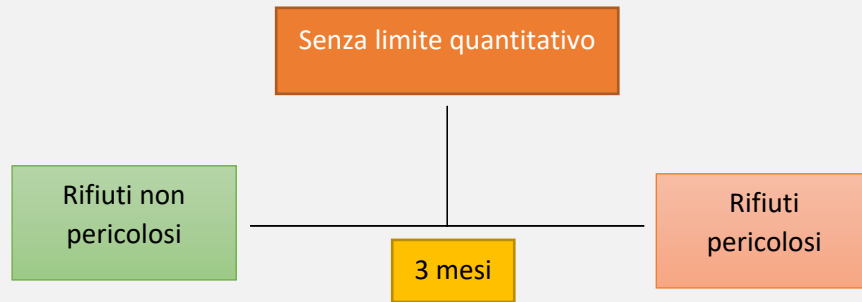 Senza limite quantitativo
Rifiuti non
pericolosi
Rifiuti
pericolosi
3 mesi